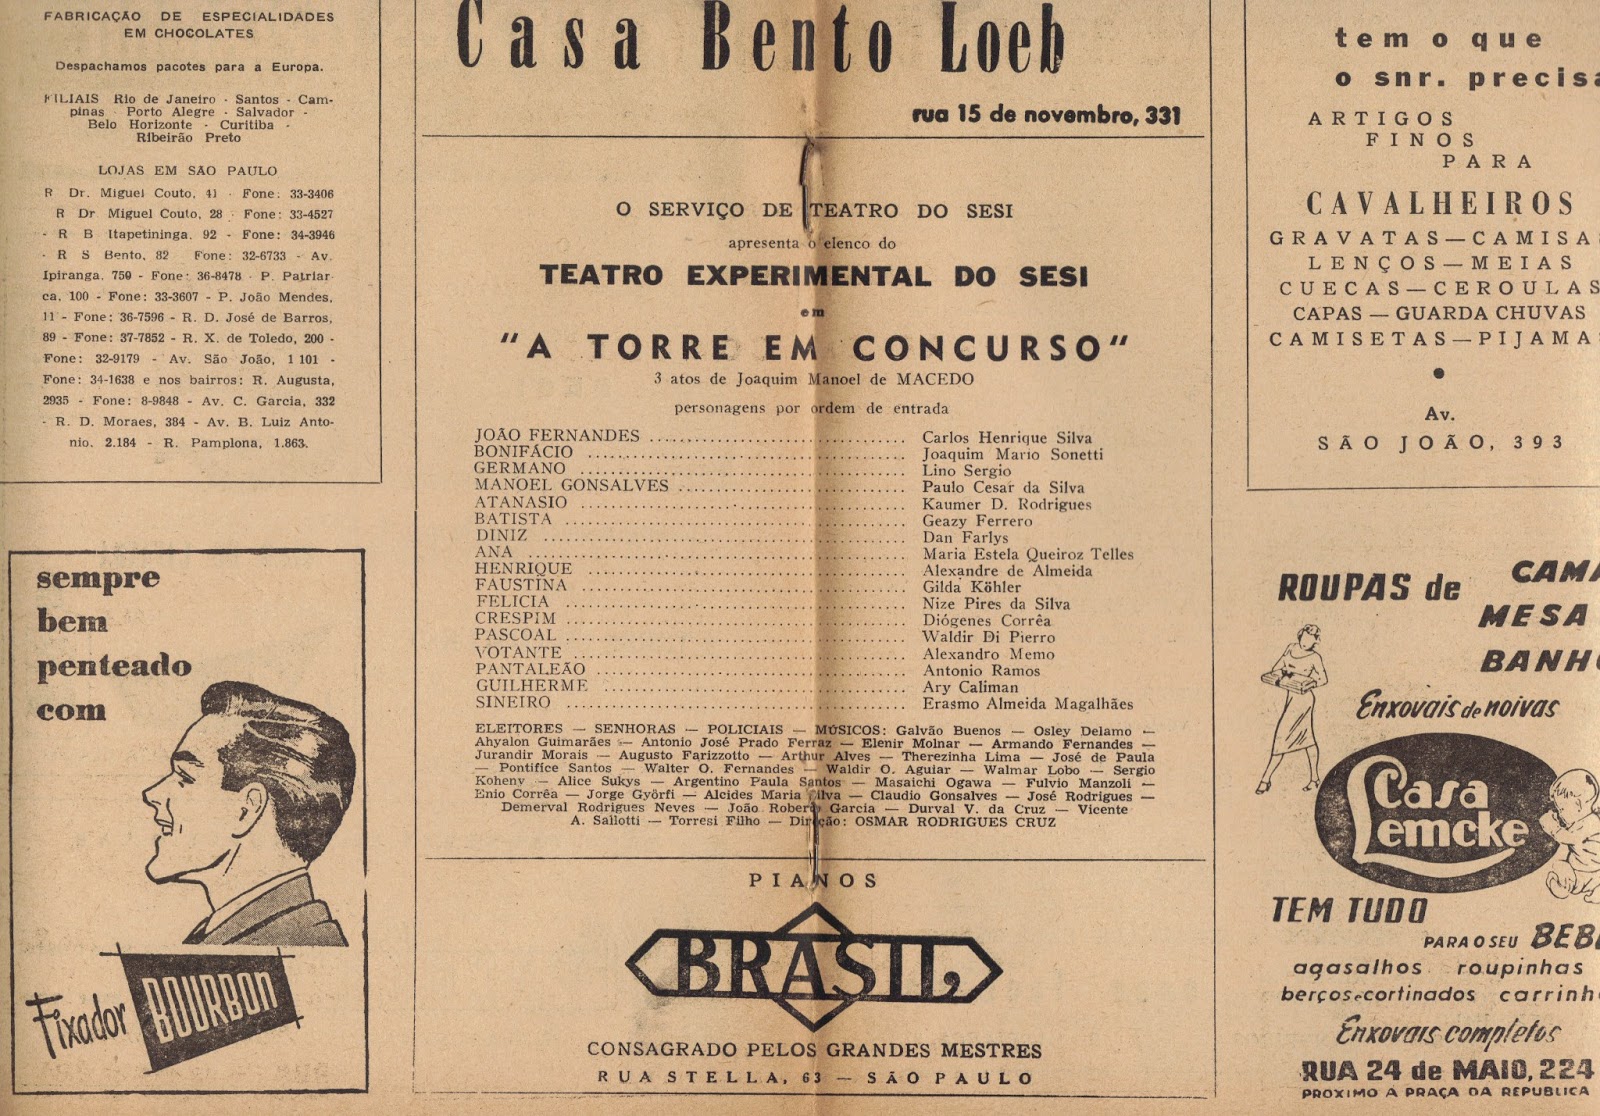 FABRICAÇÃO DE ESPECIALIDADES
EM CHOCOLATES
Despachamos pacotes para a Europa.
FILIAIS Rio de Janeiro - Santos - Cam-
pinas - Porto Alegre - Salvador -
Belo Horizonte - Curitiba -
Ribeirão Preto
LOJAS EM SÃO PAULO
R Dr. Miguel Couto, 41 - Fone: 33-3406
R Dr Miguel Couto, 28 - Fone: 33-4527
- R B Itapetininga, 92 - Fone: 34-3946
- R S Bento, 82 Fone: 32-6733 - Av.
Ipiranga, 750 - Fone: 36-8478 - P. Patriar-
ca, 100 - Fone: 33-3607 - P. João Mendes,
11 - Fone: 36-7596 - R. D. José de Barros,
89 - Fone: 37-7852 - R. X. de Toledo, 200 -
Fone: 32-9179 - Av. São João, 1 101 -
Fone: 34-1638 e nos bairros: R. Augusta,
2935 - Fone: 8-9848 - Av. C. Garcia, 332
- R. D. Moraes, 384 - Av. B. Luiz Anto-
nio, 2.184 - R. Pamplona, 1.863.
sempre
bem
penteado
com
Fixador BOURBON
Casa Bento Loeb
rua 15 de novembro, 331
O SERVIÇO DE TEATRO DO SESI
apresenta o elenco do
TEATRO EXPERIMENTAL DO SESI
em
"A TORRE EM CONCURSO"
3 atos de Joaquim Manoel de MACEDO
personagens por ordem de entrada
JOÃO FERNANDES ........ Carlos Henrique Silva
BONIFÁCIO ........ Joaquim Mario Sonetti
GERMANO ........ Lino Sergio
MANOEL GONSALVES ........ Paulo Cesar da Silva
ATANASIO ........ Kaumer D. Rodrigues
BATISTA ........ Geazy Ferrero
DINIZ ........ Dan Farlys
ANA ........ Maria Estela Queiroz Telles
HENRIQUE ........ Alexandre de Almeida
FAUSTINA ........ Gilda Köhler
FELICIA ........ Nize Pires da Silva
CRESPIM ........ Diógenes Corrêa
PASCOAL ........ Waldir Di Pierro
VOTANTE ........ Alexandro Memo
PANTALEÃO ........ Antonio Ramos
GUILHERME ........ Ary Caliman
SINEIRO ........ Erasmo Almeida Magalhães
ELEITORES — SENHORAS — POLICIAIS — MÚSICOS: Galvão Buenos — Osley Delamo —
Ahyalon Guimarães — Antonio José Prado Ferraz — Elenir Molnar — Armando Fernandes —
Jurandir Morais — Augusto Farizzotto — Arthur Alves — Therezinha Lima — José de Paula
— Pontifice Santos — Walter O. Fernandes — Waldir O. Aguiar — Walmar Lobo — Sergio
Koheny — Alice Sukys — Argentino Paula Santos — Masaichi Ogawa — Fulvio Manzoli —
Enio Corrêa — Jorge Györfi — Alcides Maria Silva — Claudio Gonsalves — José Rodrigues —
Demerval Rodrigues Neves — João Roberto Garcia — Durval V. da Cruz — Vicente
A. Sallotti — Torresi Filho — Direção: OSMAR RODRIGUES CRUZ
PIANOS
BRASIL
CONSAGRADO PELOS GRANDES MESTRES
RUA STELLA, 63 — SÃO PAULO
tem o que
o snr. precisa
ARTIGOS
FINOS
PARA
CAVALHEIROS
GRAVATAS—CAMISA
LENÇOS—MEIAS
CUECAS—CEROULAS
CAPAS — GUARDA CHUVAS
CAMISETAS—PIJAMA
Av.
SÃO JOÃO, 393
ROUPAS de CAMA
MESA
BANHO
Enxovais de noivas
Casa Lemcke
TEM TUDO
PARA O SEU BEBÊ
agasalhos roupinhas
berços cortinados carrinh
Enxovais completos
RUA 24 de MAIO, 224
PROXIMO A PRAÇA DA REPUBLICA